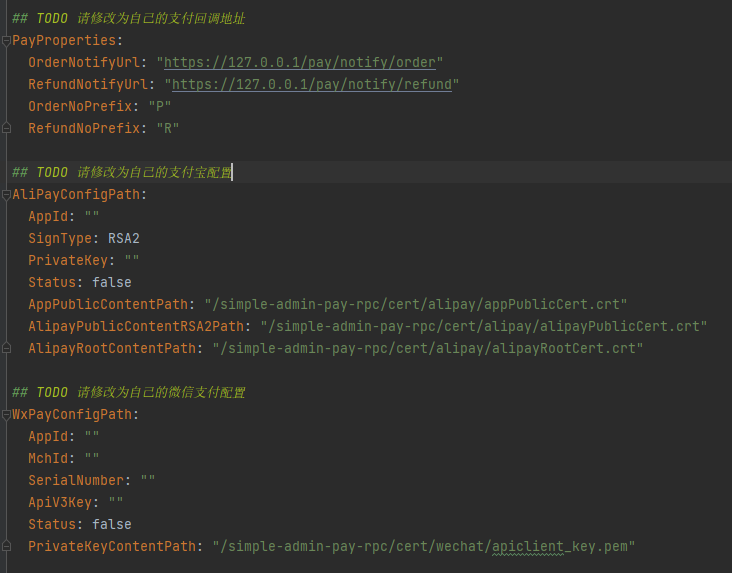 ## TODO 请修改为自己的支付回调地址
PayProperties:
OrderNotifyUrl: "https://127.0.0.1/pay/notify/order"
RefundNotifyUrl: "https://127.0.0.1/pay/notify/refund"
OrderNoPrefix: "P"
RefundNoPrefix: "R"
## TODO 请修改为自己的支付宝配置
AliPayConfigPath:
AppId: ""
SignType: RSA2
PrivateKey: ""
Status: false
AppPublicContentPath: "/simple-admin-pay-rpc/cert/alipay/appPublicCert.crt"
AlipayPublicContentRSA2Path: "/simple-admin-pay-rpc/cert/alipay/alipayPublicCert.crt"
AlipayRootContentPath: "/simple-admin-pay-rpc/cert/alipay/alipayRootCert.crt"
## TODO 请修改为自己的微信支付配置
WxPayConfigPath:
AppId: ""
MchId: ""
SerialNumber: ""
ApiV3Key: ""
Status: false
PrivateKeyContentPath: "/simple-admin-pay-rpc/cert/wechat/apiclient_key.pem"